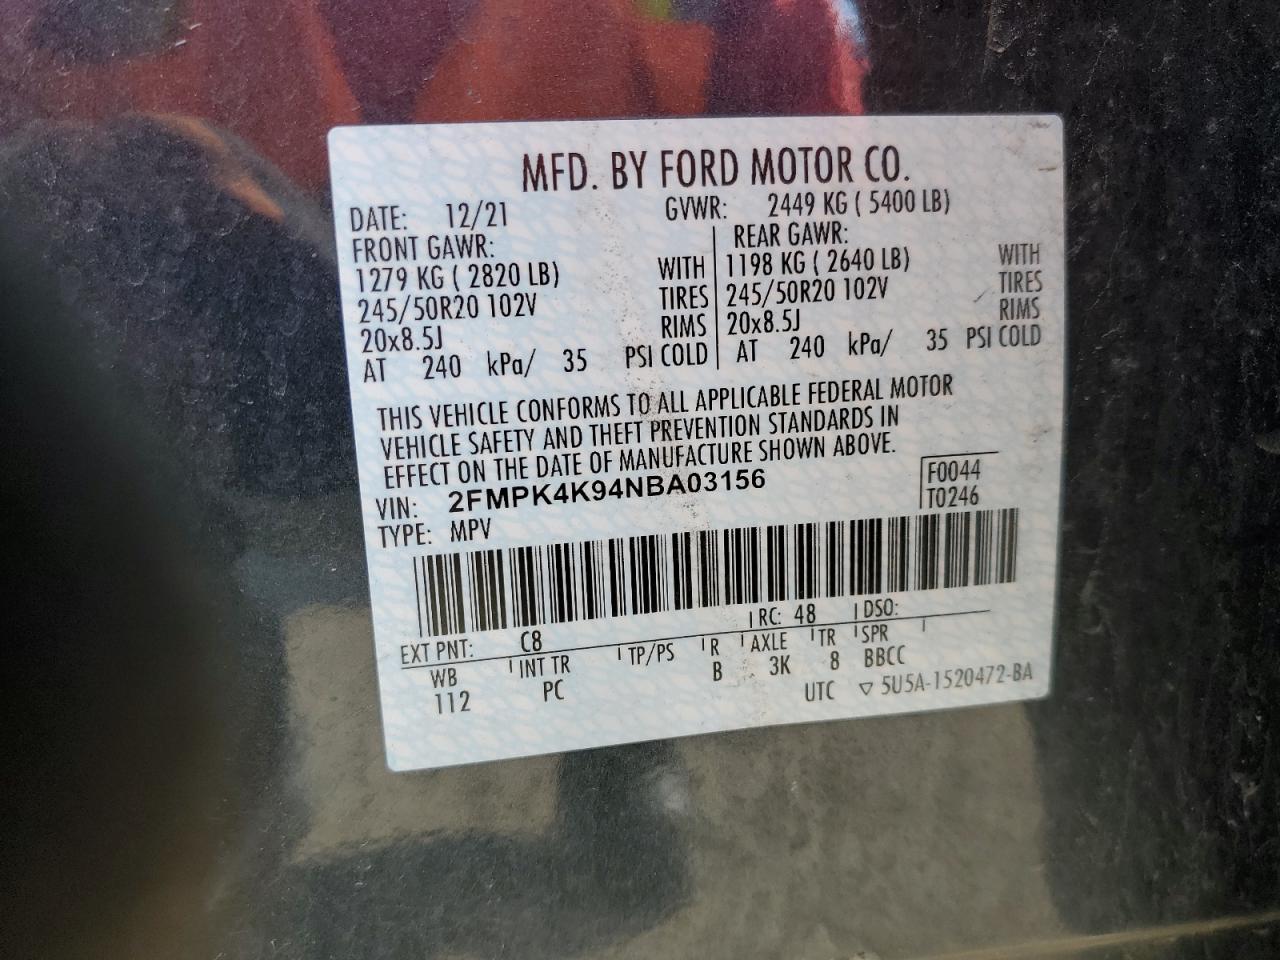 MFD. BY FORD MOTOR CO.
DATE: 12/21 GVWR: 2449 KG ( 5400 LB)
FRONT GAWR: REAR GAWR:
1279 KG ( 2820 LB) WITH 1198 KG ( 2640 LB) WITH
245/50R20 102V TIRES 245/50R20 102V TIRES
20x8.5J RIMS 20x8.5J RIMS
AT 240 kPa/ 35 PSI COLD AT 240 kPa/ 35 PSI COLD
THIS VEHICLE CONFORMS TO ALL APPLICABLE FEDERAL MOTOR
VEHICLE SAFETY AND THEFT PREVENTION STANDARDS IN
EFFECT ON THE DATE OF MANUFACTURE SHOWN ABOVE.
VIN: 2FMPK4K94NBA03156 F0044
TYPE: MPV T0246
EXT PNT: C8 RC: 48 DSO:
WB INT TR TP/PS R AXLE TR SPR
112 PC B 3K 8 BBCC
UTC ▽ 5U5A-1520472-BA